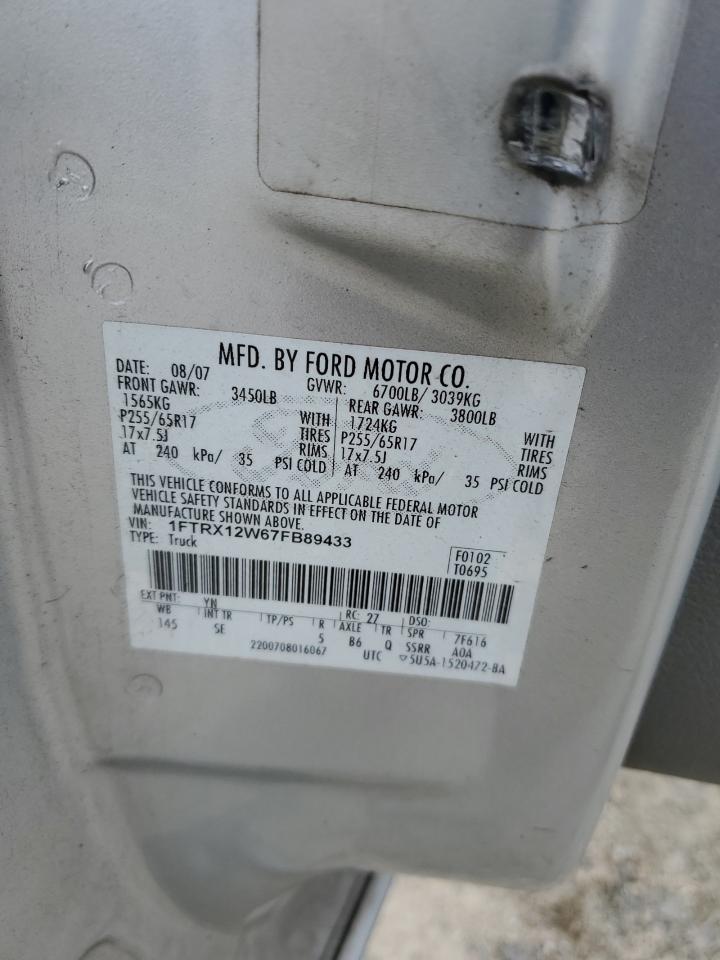 MFD. BY FORD MOTOR CO.
DATE: 08/07 GVWR: 6700LB/ 3039KG
FRONT GAWR: 3450LB REAR GAWR: 3800LB
1565KG WITH 1724KG WITH
P255/65R17 TIRES P255/65R17 TIRES
17x7.5J RIMS 17x7.5J RIMS
AT 240 kPa/ 35 PSI COLD AT 240 kPa/ 35 PSI COLD
THIS VEHICLE CONFORMS TO ALL APPLICABLE FEDERAL MOTOR
VEHICLE SAFETY STANDARDS IN EFFECT ON THE DATE OF
MANUFACTURE SHOWN ABOVE.
VIN: 1FTRX12W67FB89433
TYPE: Truck F0102
T0695
EXT PNT: YN RC: 27 DSO:
WB INT TR TP/PS R AXLE TR SPR 7F616
145 SE 5 B6 Q SSRR A0A
2200708016067 UTC ▽5U5A-1520472-BA